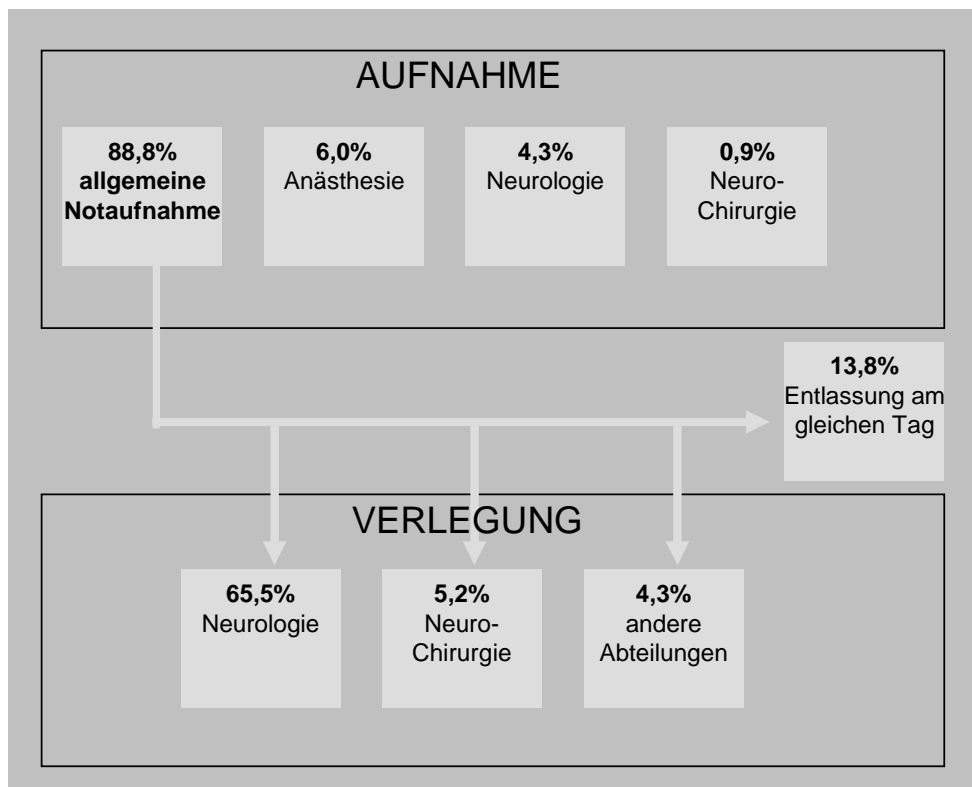 AUFNAHME
88,8%
allgemeine
Notaufnahme
6,0%
Anästhesie
4,3%
Neurologie
0,9%
Neuro-
Chirurgie
13,8%
Entlassung am
gleichen Tag
VERLEGUNG
65,5%
Neurologie
5,2%
Neuro-
Chirurgie
4,3%
andere
Abteilungen